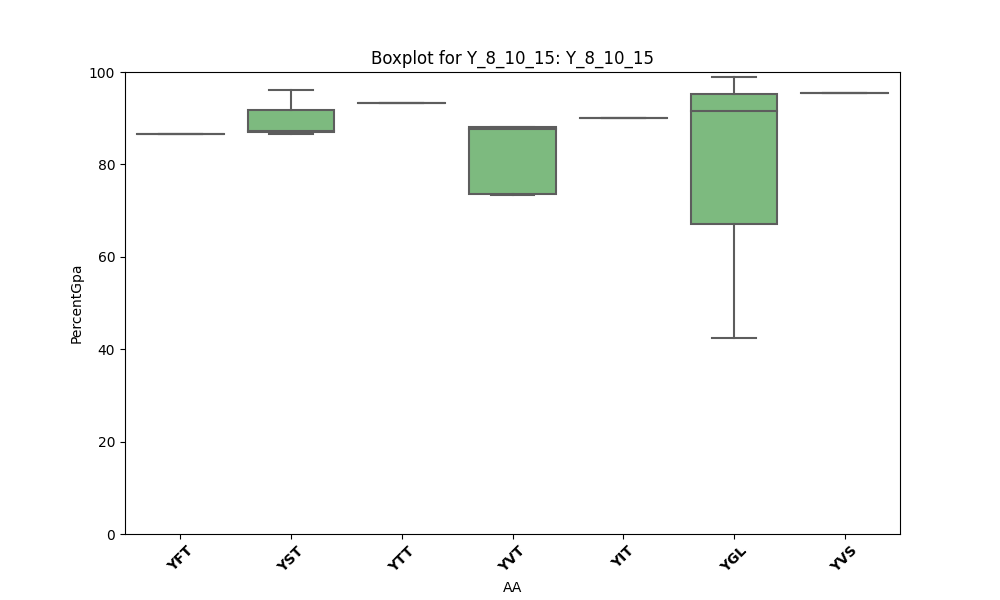 Boxplot for Y_8_10_15: Y_8_10_15
100
80
60
40
20
0
PercentGpa
YFT
YST
YTT
YVT
YIT
YGL
YVS
AA